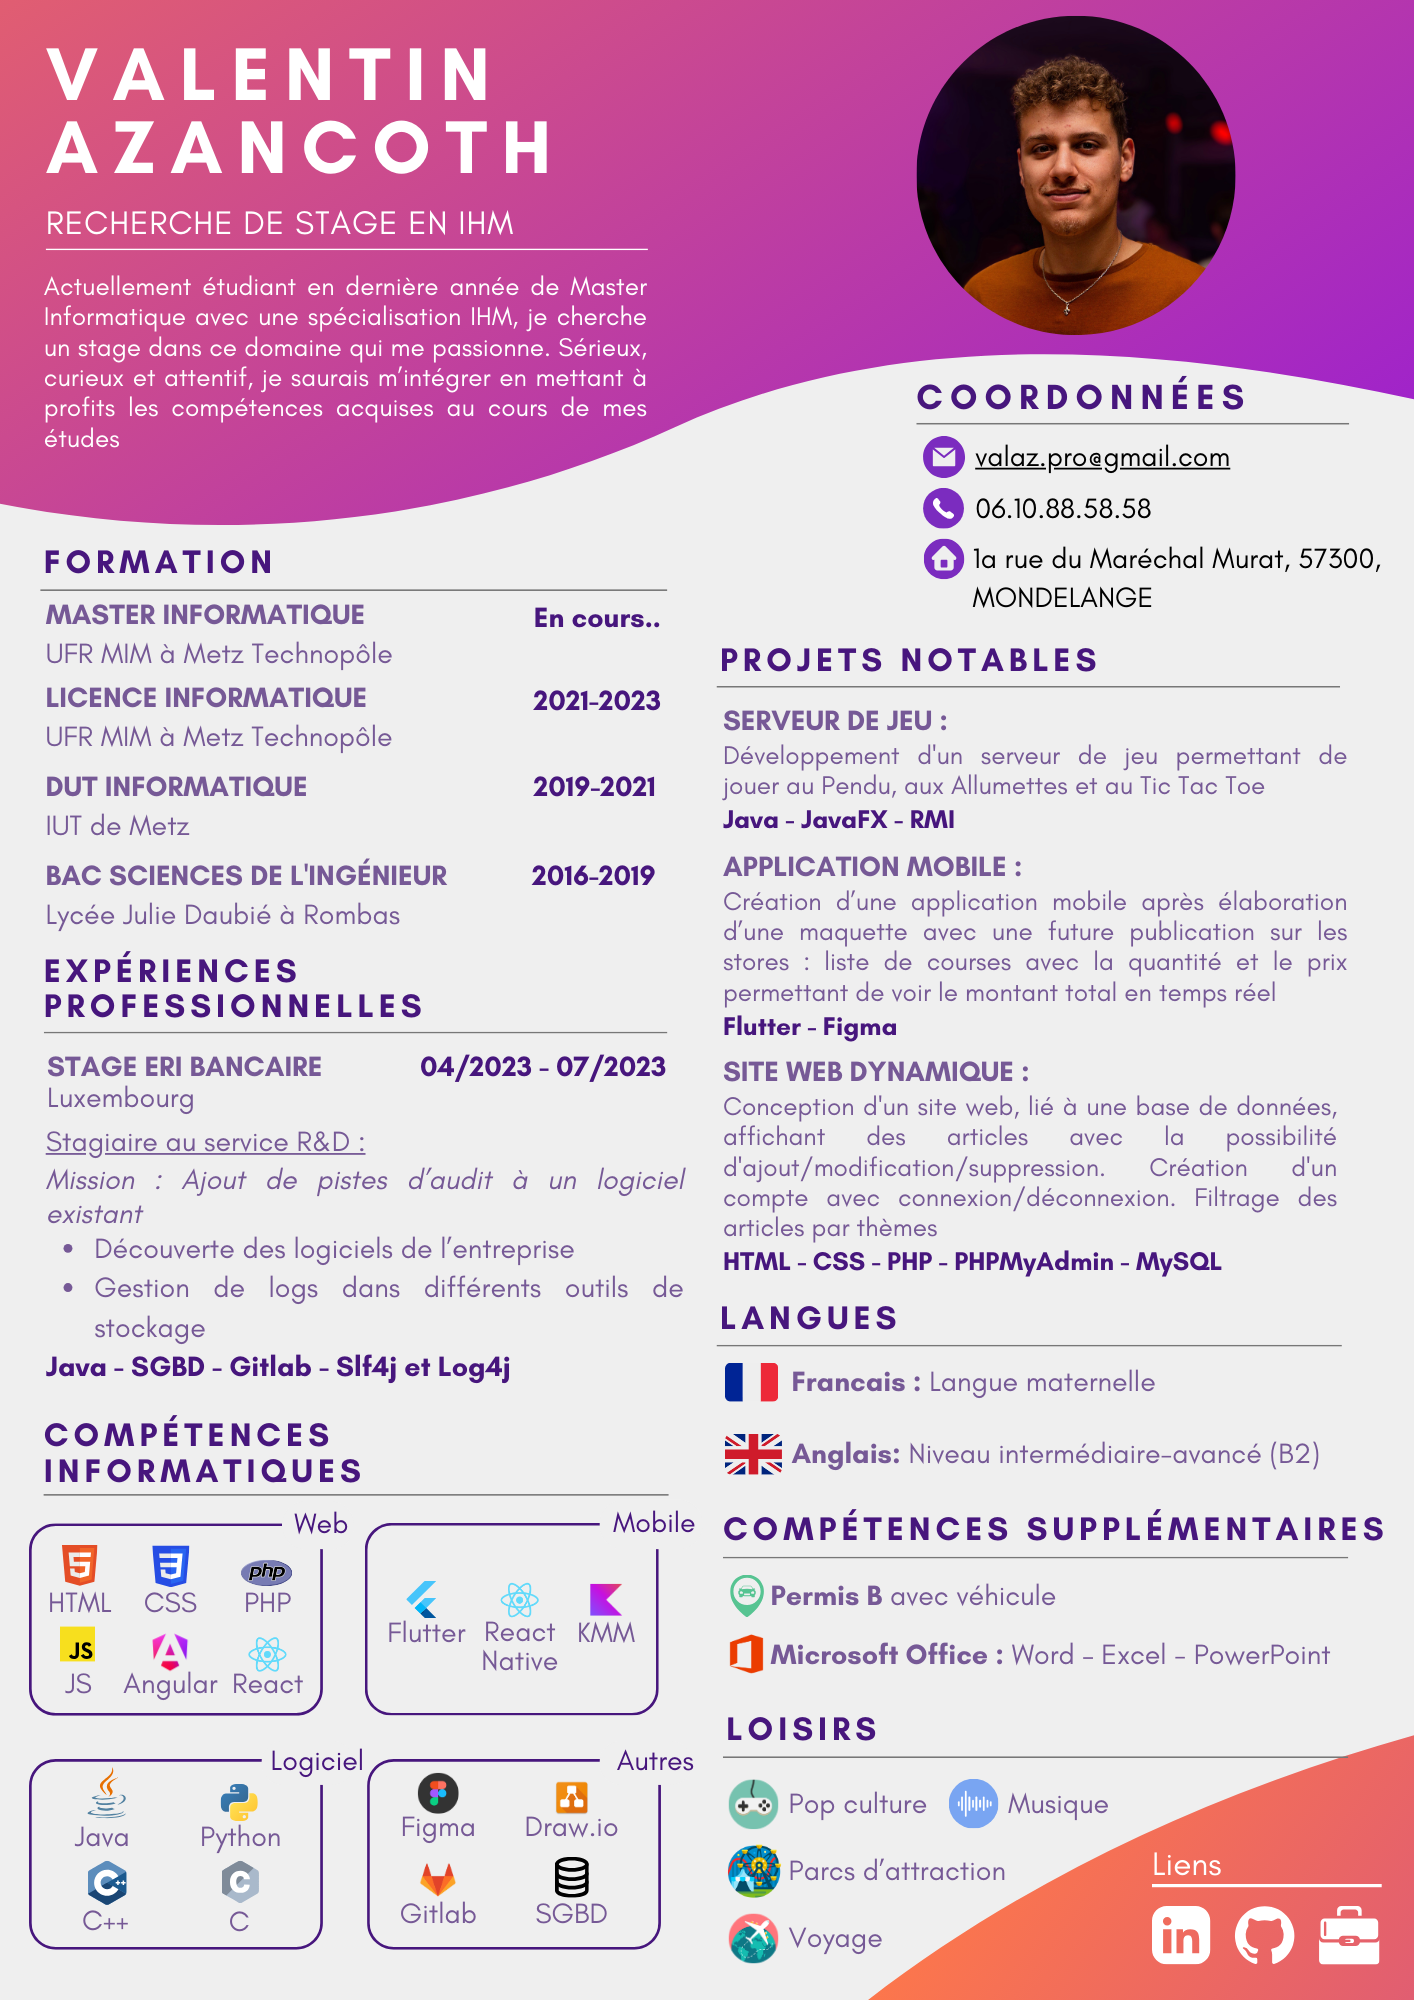 VALENTIN
AZANCOTH
RECHERCHE DE STAGE EN IHM
Actuellement étudiant en dernière année de Master
Informatique avec une spécialisation IHM, je cherche
un stage dans ce domaine qui me passionne. Sérieux,
curieux et attentif, je saurais m’intégrer en mettant à
profits les compétences acquises au cours de mes
études
COORDONNÉES
valaz.pro@gmail.com
06.10.88.58.58
1a rue du Maréchal Murat, 57300,
MONDELANGE
FORMATION
MASTER INFORMATIQUE En cours..
UFR MIM à Metz Technopôle
LICENCE INFORMATIQUE 2021-2023
UFR MIM à Metz Technopôle
DUT INFORMATIQUE 2019-2021
IUT de Metz
BAC SCIENCES DE L'INGÉNIEUR 2016-2019
Lycée Julie Daubié à Rombas
EXPÉRIENCES
PROFESSIONNELLES
STAGE ERI BANCAIRE 04/2023 - 07/2023
Luxembourg
Stagiaire au service R&D :
Mission : Ajout de pistes d’audit à un logiciel
existant
• Découverte des logiciels de l’entreprise
• Gestion de logs dans différents outils de
stockage
Java - SGBD - Gitlab - Slf4j et Log4j
COMPÉTENCES
INFORMATIQUES
Web
HTML CSS PHP
JS Angular React
Mobile
Flutter React Native KMM
Logiciel
Java Python
C++ C
Autres
Figma Draw.io
Gitlab SGBD
PROJETS NOTABLES
SERVEUR DE JEU :
Développement d'un serveur de jeu permettant de
jouer au Pendu, aux Allumettes et au Tic Tac Toe
Java - JavaFX - RMI
APPLICATION MOBILE :
Création d’une application mobile après élaboration
d’une maquette avec une future publication sur les
stores : liste de courses avec la quantité et le prix
permettant de voir le montant total en temps réel
Flutter - Figma
SITE WEB DYNAMIQUE :
Conception d'un site web, lié à une base de données,
affichant des articles avec la possibilité
d'ajout/modification/suppression. Création d'un
compte avec connexion/déconnexion. Filtrage des
articles par thèmes
HTML - CSS - PHP - PHPMyAdmin - MySQL
LANGUES
Francais : Langue maternelle
Anglais: Niveau intermédiaire-avancé (B2)
COMPÉTENCES SUPPLÉMENTAIRES
Permis B avec véhicule
Microsoft Office : Word - Excel - PowerPoint
LOISIRS
Pop culture Musique
Parcs d’attraction
Voyage
Liens